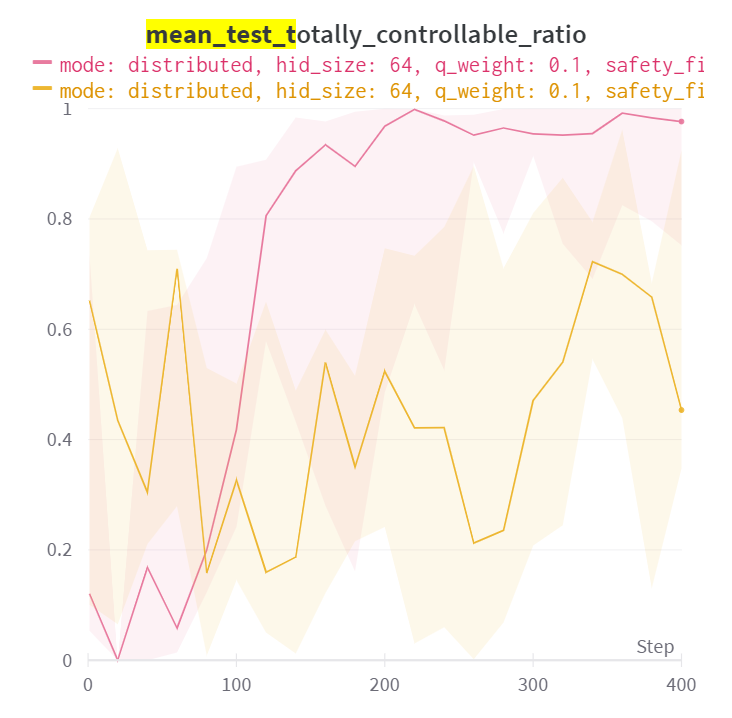 mean_test_totally_controllable_ratio
mode: distributed, hid_size: 64, q_weight: 0.1, safety_fi
mode: distributed, hid_size: 64, q_weight: 0.1, safety_fi
1
0.8
0.6
0.4
0.2
0
Step
0 100 200 300 400